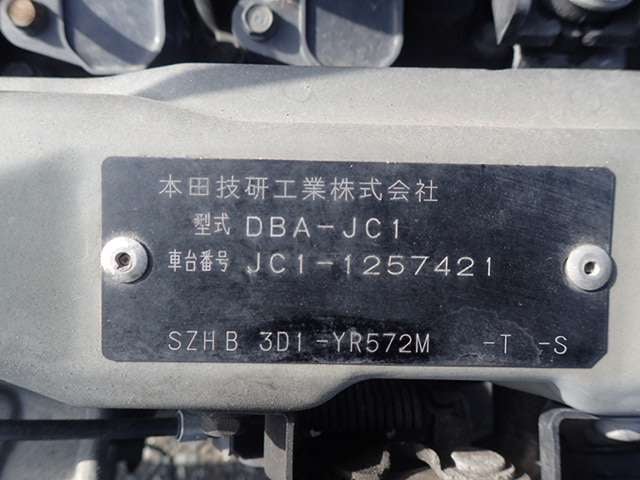 本田技研工業株式会社
型式 DBA-JC1
車台番号 JC1-1257421
SZH B 3D1 -YR572M -T -S